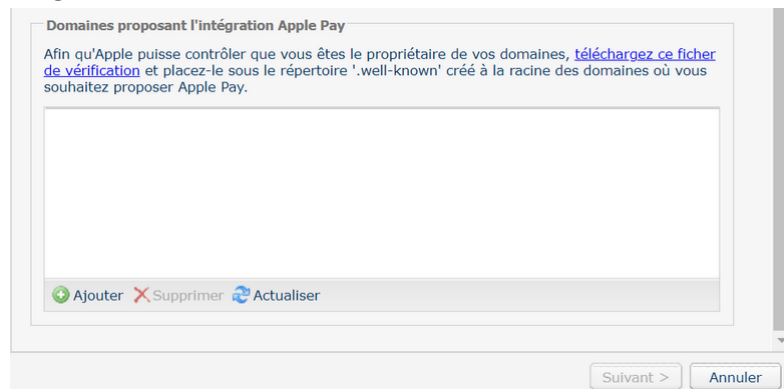 Domaines proposant l'intégration Apple Pay
Afin qu'Apple puisse contrôler que vous êtes le propriétaire de vos domaines, téléchargez ce ficher
de vérification et placez-le sous le répertoire '.well-known' créé à la racine des domaines où vous
souhaitez proposer Apple Pay.
Ajouter Supprimer Actualiser
Suivant > Annuler